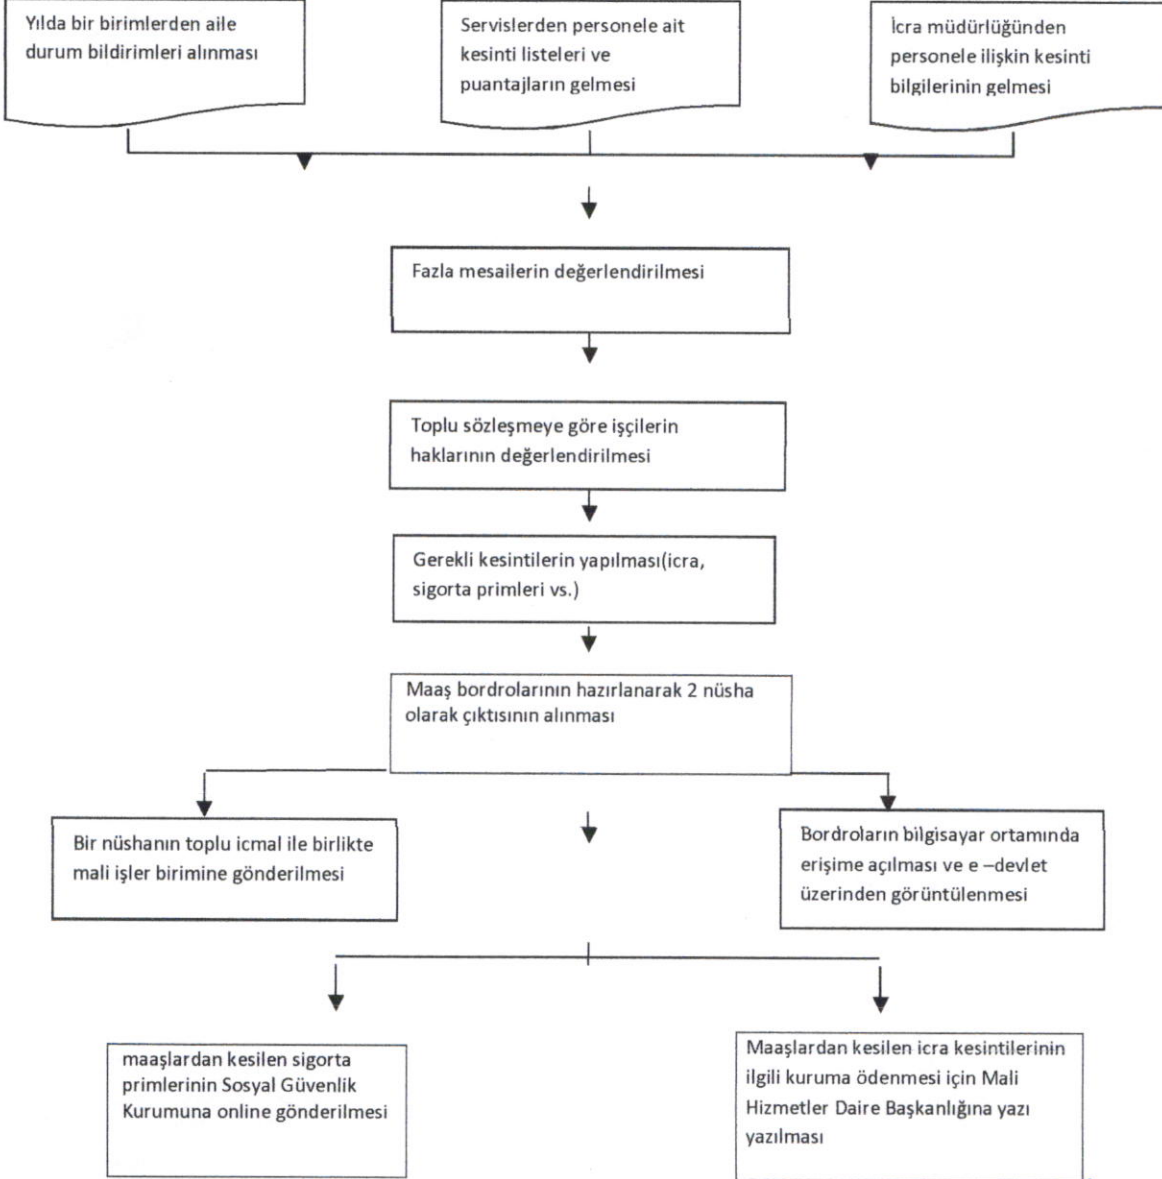 Yılda bir birimlerden aile
durum bildirimleri alınması
Servislerden personele ait
kesinti listeleri ve
puantajların gelmesi
İcra müdürlüğünden
personele ilişkin kesinti
bilgilerinin gelmesi
Fazla mesailerin değerlendirilmesi
Toplu sözleşmeye göre işçilerin
haklarının değerlendirilmesi
Gerekli kesintilerin yapılması(icra,
sigorta primleri vs.)
Maaş bordrolarının hazırlanarak 2 nüsha
olarak çıktısının alınması
Bir nüshanın toplu icmal ile birlikte
mali işler birimine gönderilmesi
Bordroların bilgisayar ortamında
erişime açılması ve e –devlet
üzerinden görüntülenmesi
maaşlardan kesilen sigorta
primlerinin Sosyal Güvenlik
Kurumuna online gönderilmesi
Maaşlardan kesilen icra kesintilerinin
ilgili kuruma ödenmesi için Mali
Hizmetler Daire Başkanlığına yazı
yazılması